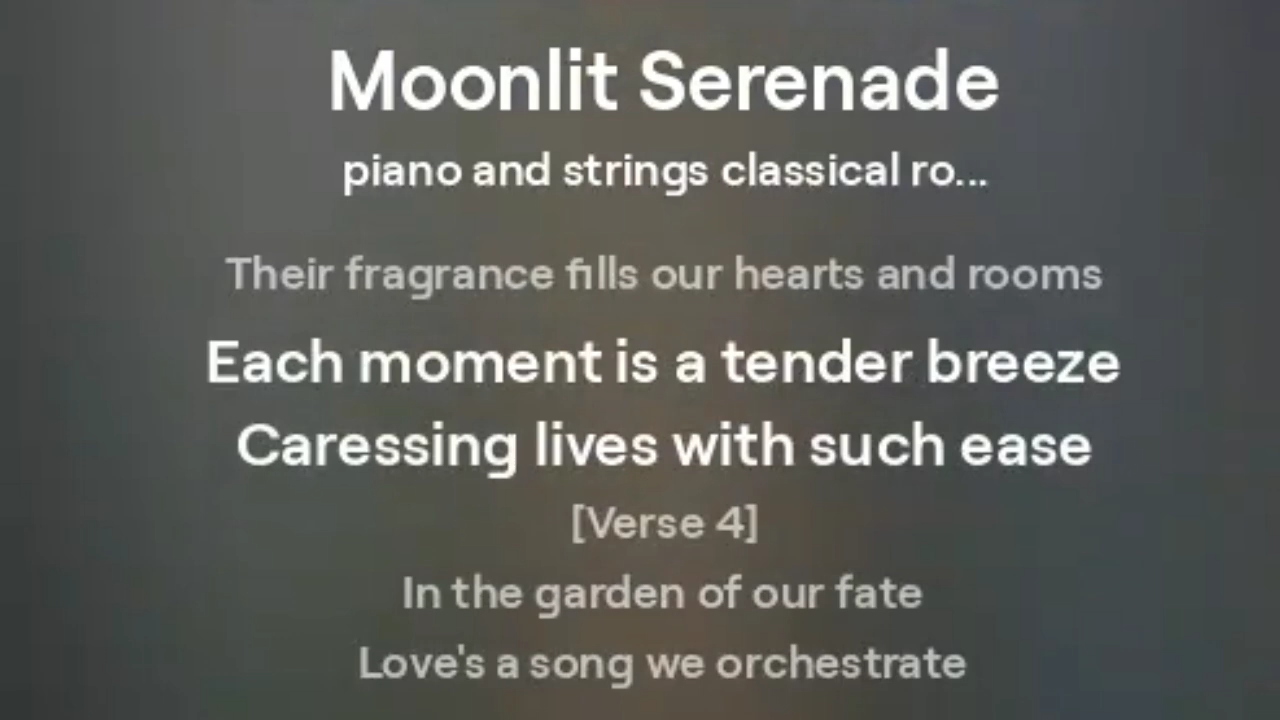 Moonlit Serenade
piano and strings classical ro...
Their fragrance fills our hearts and rooms
Each moment is a tender breeze
Caressing lives with such ease
[Verse 4]
In the garden of our fate
Love's a song we orchestrate